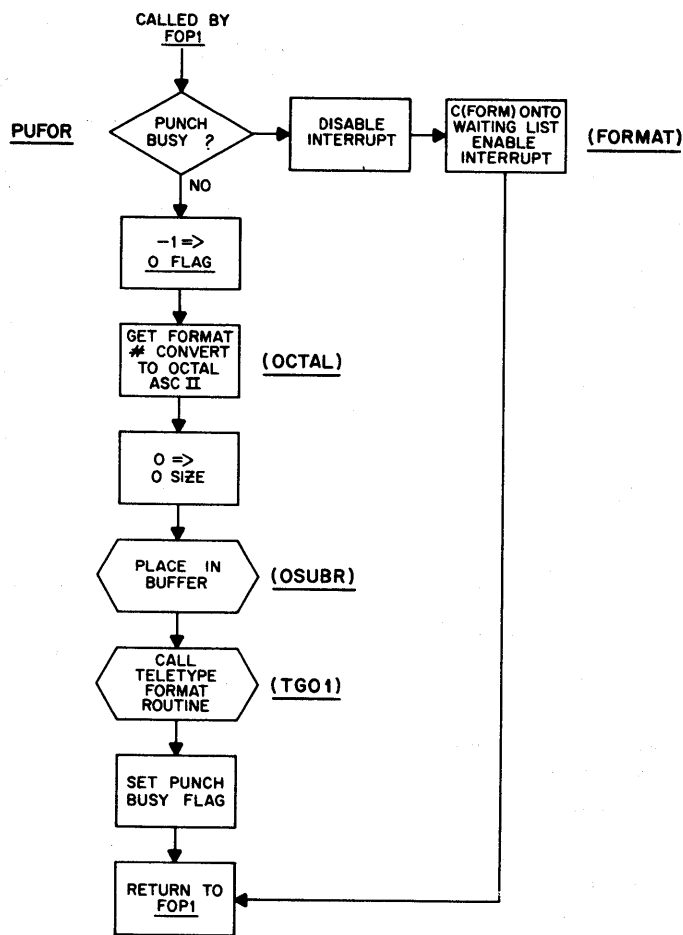 CALLED BY
FOP1
PUFOR
PUNCH
BUSY ?
DISABLE
INTERRUPT
C(FORM) ONTO
WAITING LIST
ENABLE
INTERRUPT
(FORMAT)
NO
-1 =>
O FLAG
GET FORMAT
# CONVERT
TO OCTAL
ASC II
(OCTAL)
O =>
O SIZE
PLACE IN
BUFFER
(OSUBR)
CALL
TELETYPE
FORMAT
ROUTINE
(TGO1)
SET PUNCH
BUSY FLAG
RETURN TO
FOP1